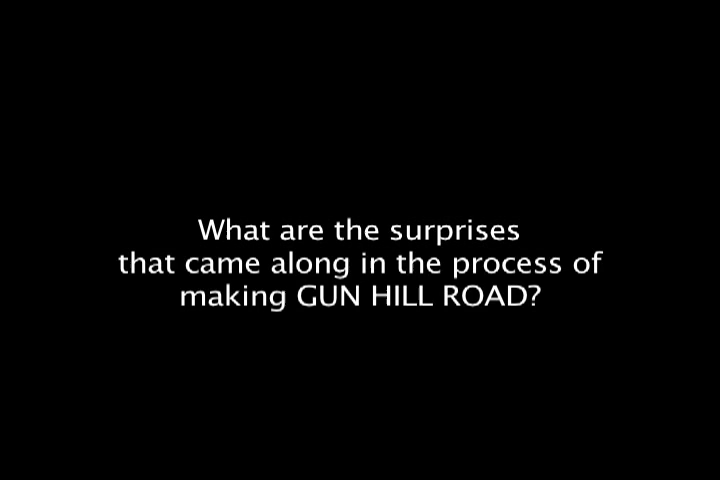 What are the surprises
that came along in the process of
making GUN HILL ROAD?